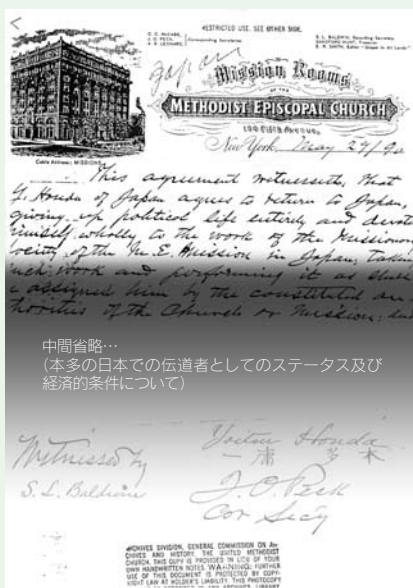 RESTRICTED USE. SEE OTHER SIDE.
C. C. McCABE,
J. O. PECK,
A. B. LEONARD,
Corresponding Secretaries
S. L. BALDWIN, Recording Secretary
SANDFORD HUNT, Treasurer
E. R. SMITH, Editor
Japan
Mission Rooms
OF THE
METHODIST EPISCOPAL CHURCH
150 FIFTH AVENUE,
New York, May 29/90
Cable Address: MISSIONS
This agreement witnesseth, that
Y. Honda of Japan agrees to return to Japan,
giving up political life entirely and devote
himself wholly to the work of the Missionary
Society of the M. E. Mission in Japan, taking
such work and performing it as shall
be assigned him by the constituted au-
thorities of the Church or Mission; and
中間省略…
(本多の日本での伝道者としてのステータス及び
経済的条件について)
Witnessed by
S. L. Baldwin
Yoitsu Honda
一庸多本
J. O. Peck
Cor Secy
ARCHIVES DIVISION, GENERAL COMMISSION ON AR-
CHIVES AND HISTORY, THE UNITED METHODIST
CHURCH. THIS COPY IS PROVIDED IN LIEU OF YOUR
OWN HANDWRITTEN NOTES. WARNING: FURTHER
USE OF THIS DOCUMENT IS PROTECTED BY COPY-
RIGHT LAW AT HOLDER'S LIABILITY. THIS PHOTOCOPY